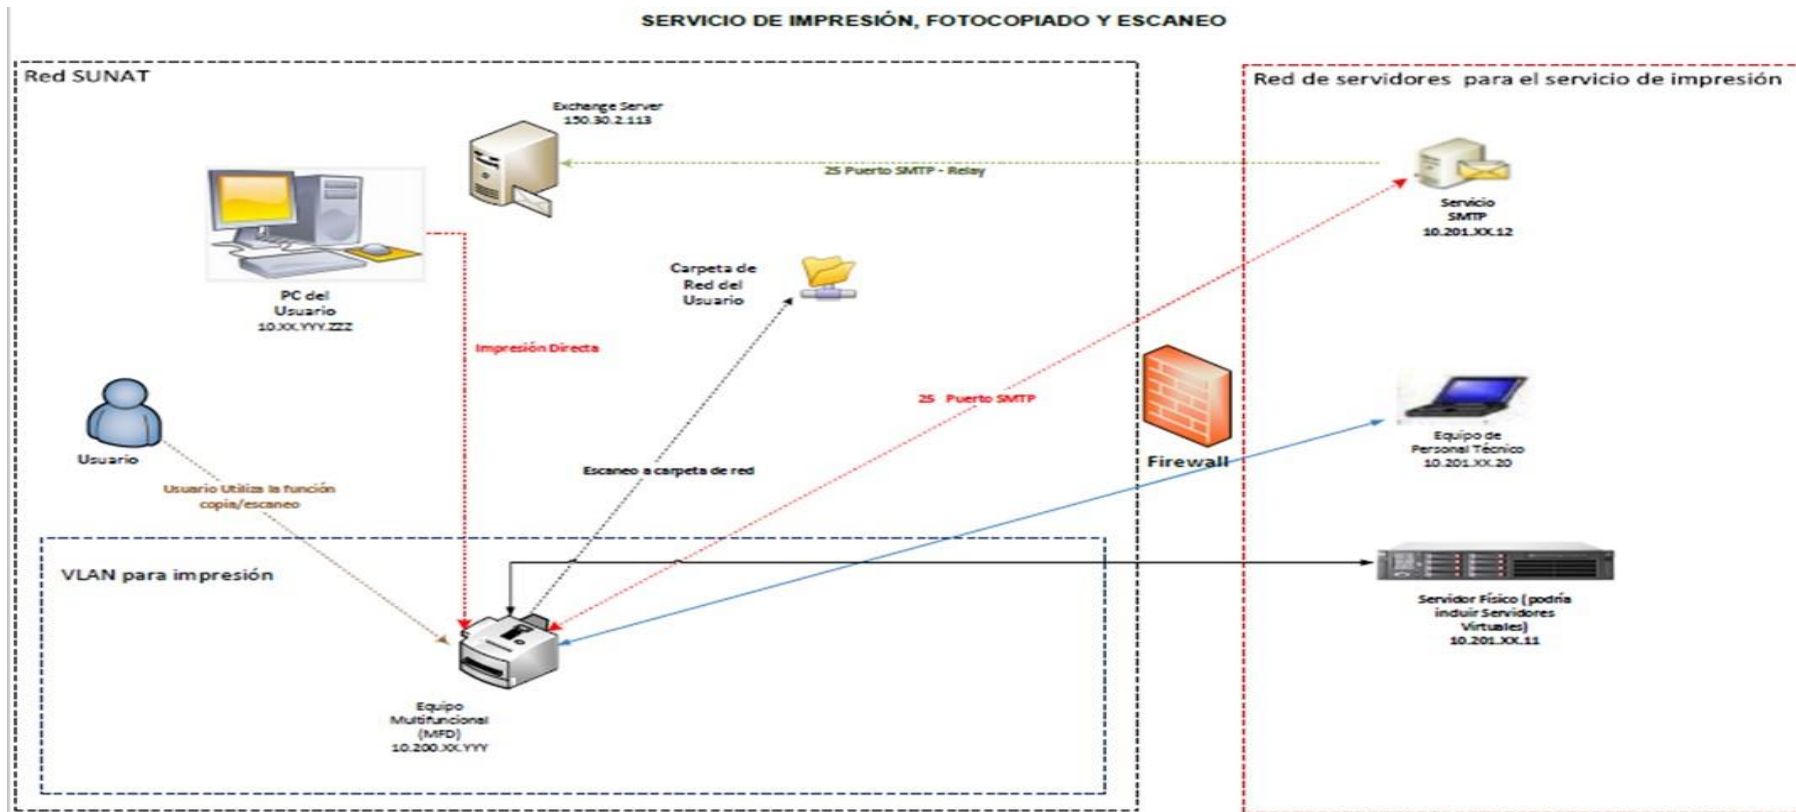 SERVICIO DE IMPRESIÓN, FOTOCOPIADO Y ESCANEO
Red SUNAT
Red de servidores para el servicio de impresión
Exchange Server
150.30.2.113
25 Puerto SMTP - Relay
Servicio
SMTP
10.201.XX.12
PC del
Usuario
10.XX.YYY.ZZZ
Carpeta de
Red del
Usuario
Impresión Directa
25 Puerto SMTP
Firewall
Equipo de
Personal Técnico
10.201.XX.20
Usuario
Escaneo a carpeta de red
Usuario Utiliza la función
copia/escaneo
VLAN para impresión
Servidor Físico (podría
incluir Servidores
Virtuales)
10.201.XX.11
Equipo
Multifuncional
(MFD)
10.200.XX.YYY